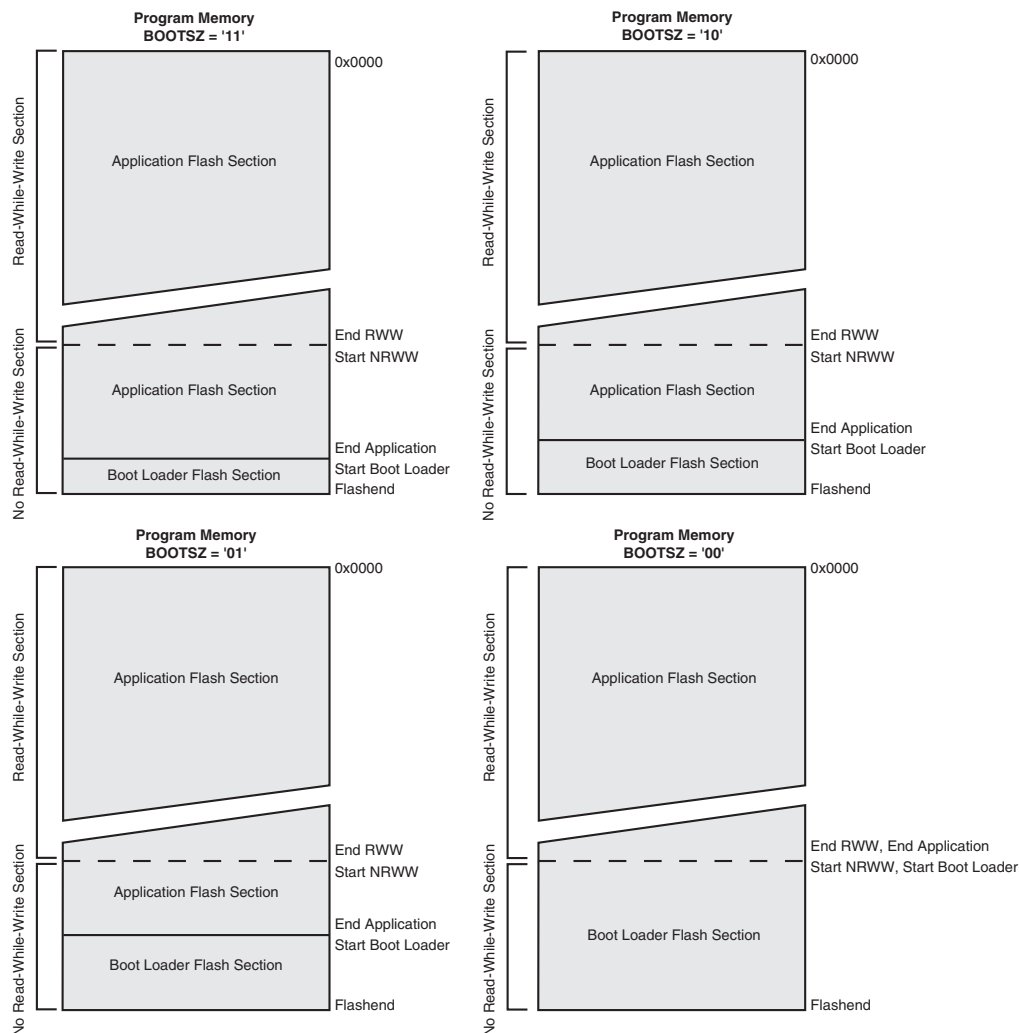 Program Memory
BOOTSZ = '11'
0x0000
Read-While-Write Section
Application Flash Section
End RWW
Start NRWW
No Read-While-Write Section
Application Flash Section
End Application
Start Boot Loader
Boot Loader Flash Section
Flashend
Program Memory
BOOTSZ = '10'
0x0000
Read-While-Write Section
Application Flash Section
End RWW
Start NRWW
No Read-While-Write Section
Application Flash Section
End Application
Start Boot Loader
Boot Loader Flash Section
Flashend
Program Memory
BOOTSZ = '01'
0x0000
Read-While-Write Section
Application Flash Section
End RWW
Start NRWW
No Read-While-Write Section
Application Flash Section
End Application
Start Boot Loader
Boot Loader Flash Section
Flashend
Program Memory
BOOTSZ = '00'
0x0000
Read-While-Write Section
Application Flash Section
End RWW, End Application
Start NRWW, Start Boot Loader
No Read-While-Write Section
Boot Loader Flash Section
Flashend